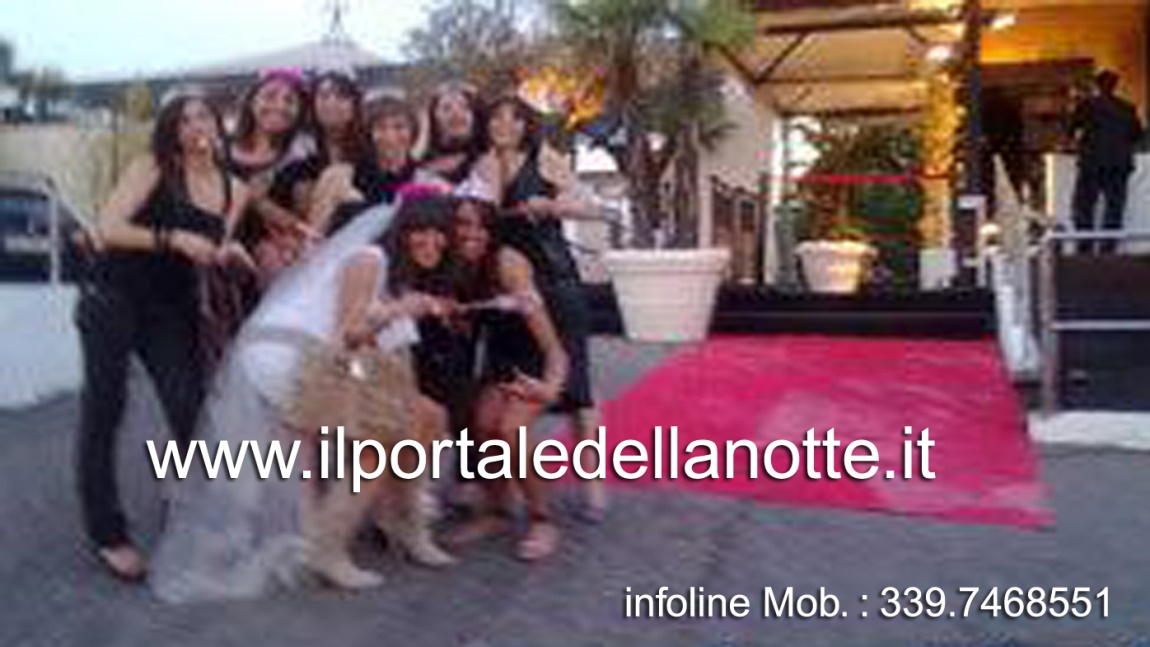 www.ilportaledellanotte.it
infoline Mob. : 339.7468551